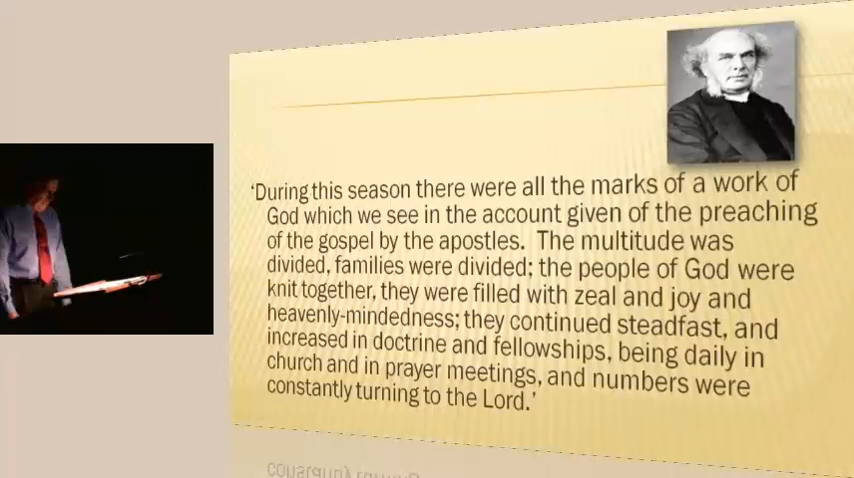 ‘During this season there were all the marks of a work of
God which we see in the account given of the preaching
of the gospel by the apostles.  The multitude was
divided, families were divided; the people of God were
knit together, they were filled with zeal and joy and
heavenly-mindedness; they continued steadfast, and
increased in doctrine and fellowships, being daily in
church and in prayer meetings, and numbers were
constantly turning to the Lord.’